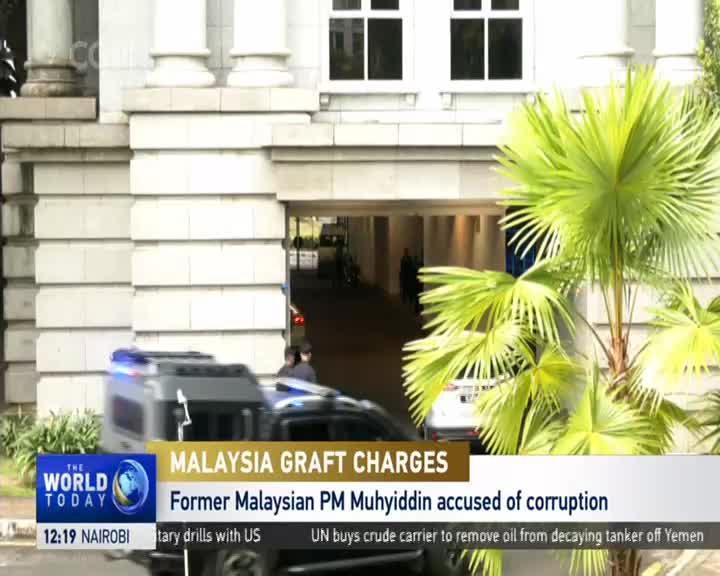 MALAYSIA GRAFT CHARGES
THE
WORLD
TODAY
Former Malaysian PM Muhyiddin accused of corruption
12:19 NAIROBI
tary drills with US UN buys crude carrier to remove oil from decaying tanker off Yemen